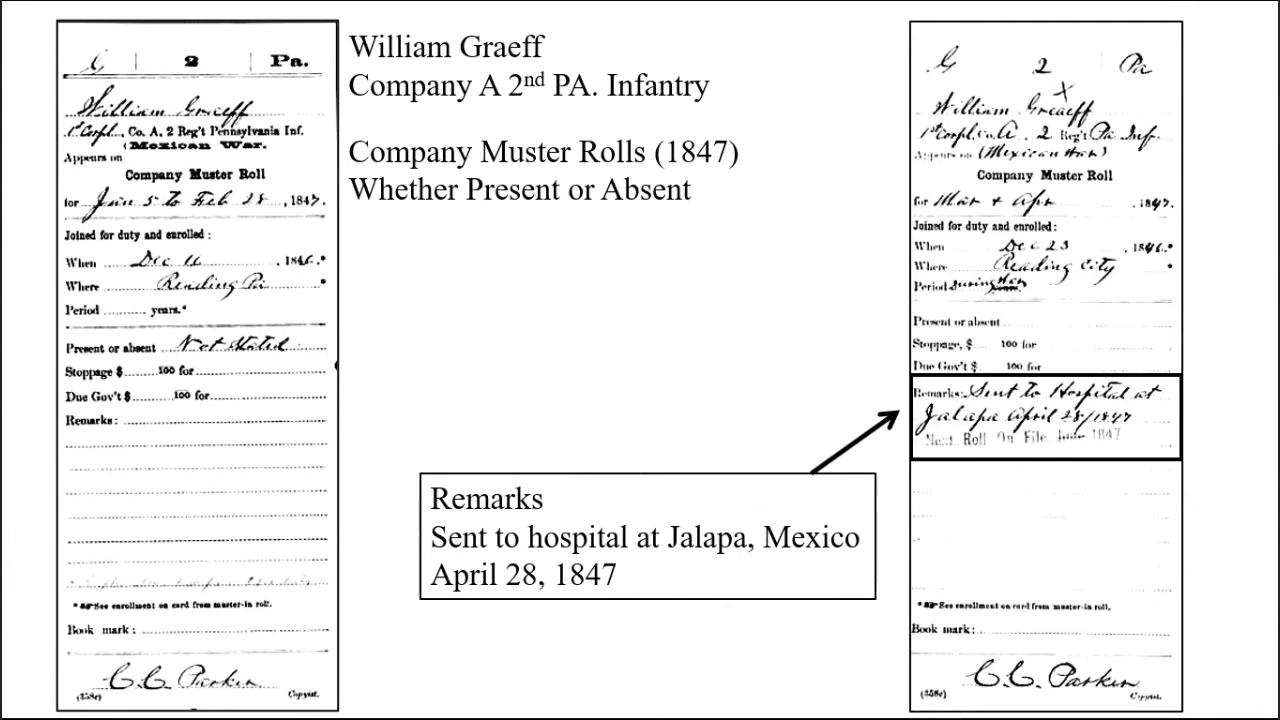 G 2 Pa.
William Graeff
1st Corpl., Co. A, 2 Reg't Pennsylvania Inf.
(Mexican War.
Appears on
Company Muster Roll
for Jan 5 to Feb 28, 1847.
Joined for duty and enrolled:
When Dec 1846.*
Where Reading Pa *
Period years.*
Present or absent Not Stated
Stoppage $ 100 for
Due Gov't $ 100 for
Remarks:
* See enrollment on card from muster-in roll.
Book mark:
C.C. Parker
(358c) Copyist.
William Graeff
Company A 2nd PA. Infantry
Company Muster Rolls (1847)
Whether Present or Absent
Remarks
Sent to hospital at Jalapa, Mexico
April 28, 1847
G 2 Pa
X
William Greaeff
1st Corpl. Co. A. 2 Reg't Pa Inf.
Appears on (Mexican War)
Company Muster Roll
for Mar & Apr , 1847.
Joined for duty and enrolled:
When Dec 23, 1846.*
Where Reading City *
Period during War years.
Present or absent
Stoppage, $ 100 for
Due Gov't $ 100 for
Remarks: Sent to Hospital at
Jalapa April 28/1847
Next Roll On File June 1847
* See enrollment on card from muster-in roll.
Book mark:
C.C. Parker
(358c) Copyist.